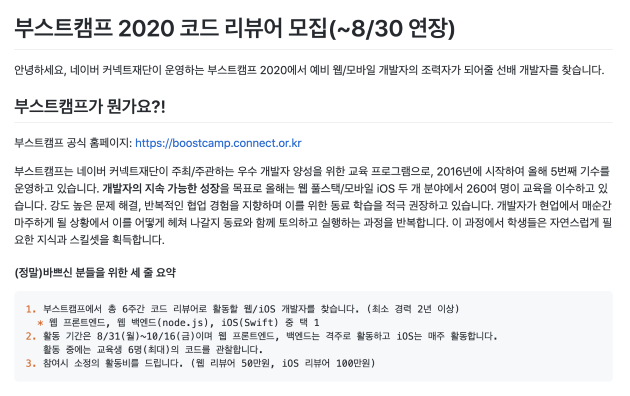 부스트캠프 2020 코드 리뷰어 모집(~8/30 연장)
안녕하세요, 네이버 커넥트재단이 운영하는 부스트캠프 2020에서 예비 웹/모바일 개발자의 조력자가 되어줄 선배 개발자를 찾습니다.
부스트캠프가 뭔가요?!
부스트캠프 공식 홈페이지: https://boostcamp.connect.or.kr
부스트캠프는 네이버 커넥트재단이 주최/주관하는 우수 개발자 양성을 위한 교육 프로그램으로, 2016년에 시작하여 올해 5번째 기수를
운영하고 있습니다. 개발자의 지속 가능한 성장을 목표로 올해는 웹 풀스택/모바일 iOS 두 개 분야에서 260여 명이 교육을 이수하고 있
습니다. 강도 높은 문제 해결, 반복적인 협업 경험을 지향하며 이를 위한 동료 학습을 적극 권장하고 있습니다. 개발자가 현업에서 매순간
마주하게 될 상황에서 이를 어떻게 헤쳐 나갈지 동료와 함께 토의하고 실행하는 과정을 반복합니다. 이 과정에서 학생들은 자연스럽게 필
요한 지식과 스킬셋을 획득합니다.
(정말)바쁘신 분들을 위한 세 줄 요약
1. 부스트캠프에서 총 6주간 코드 리뷰어로 활동할 웹/iOS 개발자를 찾습니다. (최소 경력 2년 이상)
* 웹 프론트엔드, 웹 백엔드(node.js), iOS(Swift) 중 택 1
2. 활동 기간은 8/31(월)~10/16(금)이며 웹 프론트엔드, 백엔드는 격주로 활동하고 iOS는 매주 활동합니다.
활동 중에는 교육생 6명(최대)의 코드를 관찰합니다.
3. 참여시 소정의 활동비를 드립니다. (웹 리뷰어 50만원, iOS 리뷰어 100만원)